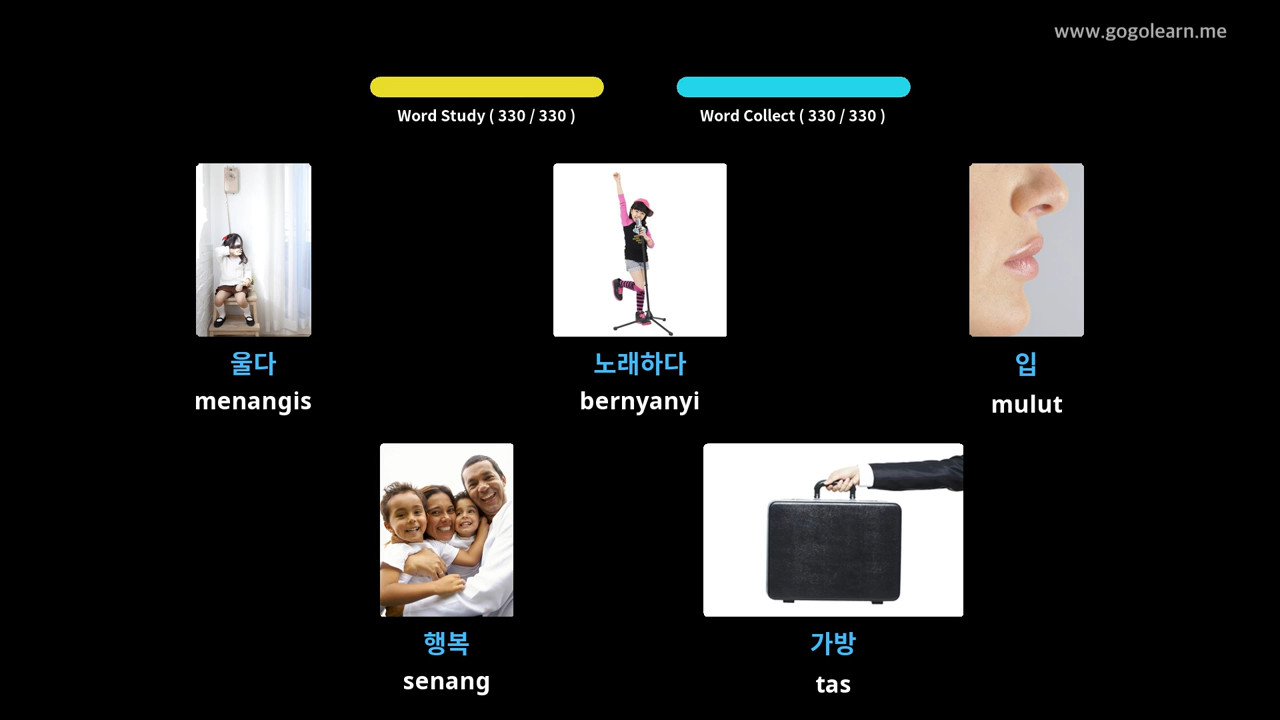 www.gogolearn.me
Word Study ( 330 / 330 )
Word Collect ( 330 / 330 )
울다
menangis
노래하다
bernyanyi
입
mulut
행복
senang
가방
tas